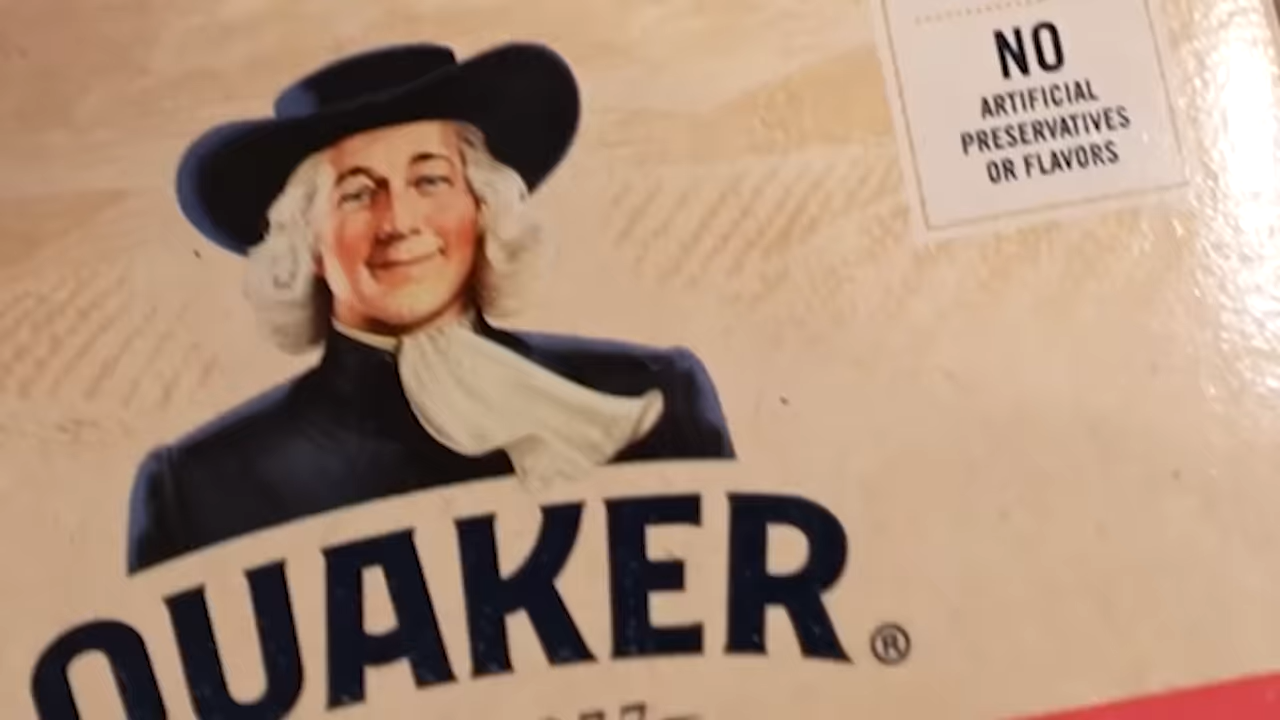 NO
ARTIFICIAL
PRESERVATIVES
OR FLAVORS
QUAKER®